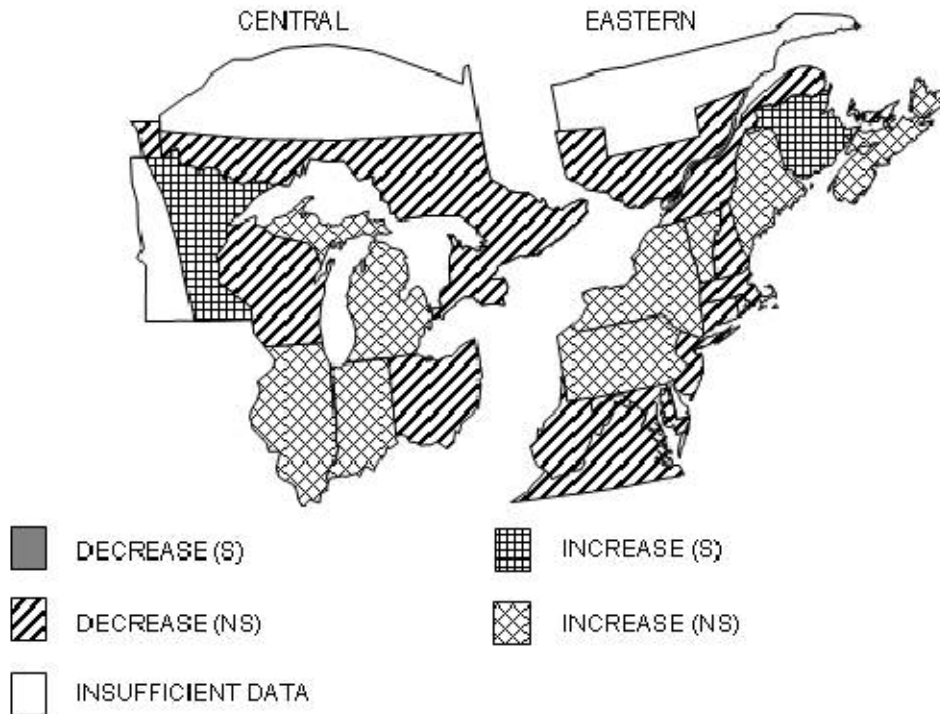 CENTRAL
EASTERN
DECREASE (S)
INCREASE (S)
DECREASE (NS)
INCREASE (NS)
INSUFFICIENT DATA